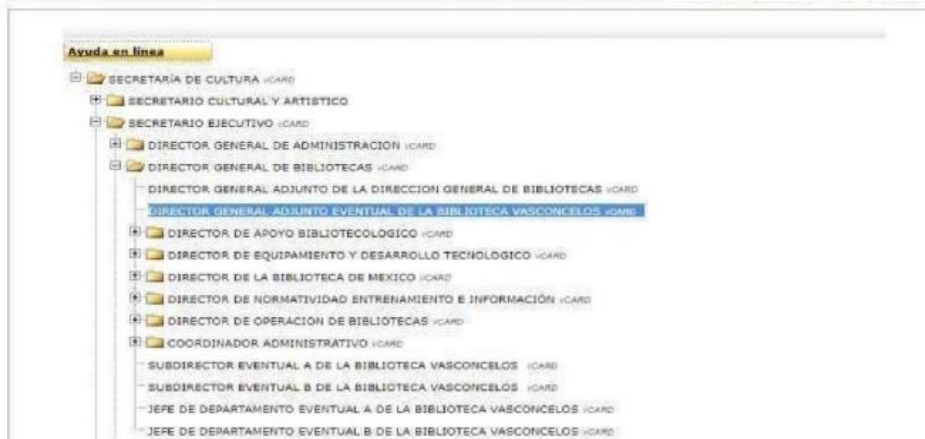 Ayuda en línea
SECRETARÍA DE CULTURA vCARD
SECRETARIO CULTURAL Y ARTISTICO
SECRETARIO EJECUTIVO vCARD
DIRECTOR GENERAL DE ADMINISTRACION vCARD
DIRECTOR GENERAL DE BIBLIOTECAS vCARD
DIRECTOR GENERAL ADJUNTO DE LA DIRECCION GENERAL DE BIBLIOTECAS vCARD
DIRECTOR GENERAL ADJUNTO EVENTUAL DE LA BIBLIOTECA VASCONCELOS vCARD
DIRECTOR DE APOYO BIBLIOTECOLOGICO vCARD
DIRECTOR DE EQUIPAMIENTO Y DESARROLLO TECNOLOGICO vCARD
DIRECTOR DE LA BIBLIOTECA DE MEXICO vCARD
DIRECTOR DE NORMATIVIDAD ENTRENAMIENTO E INFORMACIÓN vCARD
DIRECTOR DE OPERACION DE BIBLIOTECAS vCARD
COORDINADOR ADMINISTRATIVO vCARD
SUBDIRECTOR EVENTUAL A DE LA BIBLIOTECA VASCONCELOS vCARD
SUBDIRECTOR EVENTUAL B DE LA BIBLIOTECA VASCONCELOS vCARD
JEFE DE DEPARTAMENTO EVENTUAL A DE LA BIBLIOTECA VASCONCELOS vCARD
JEFE DE DEPARTAMENTO EVENTUAL B DE LA BIBLIOTECA VASCONCELOS vCARD